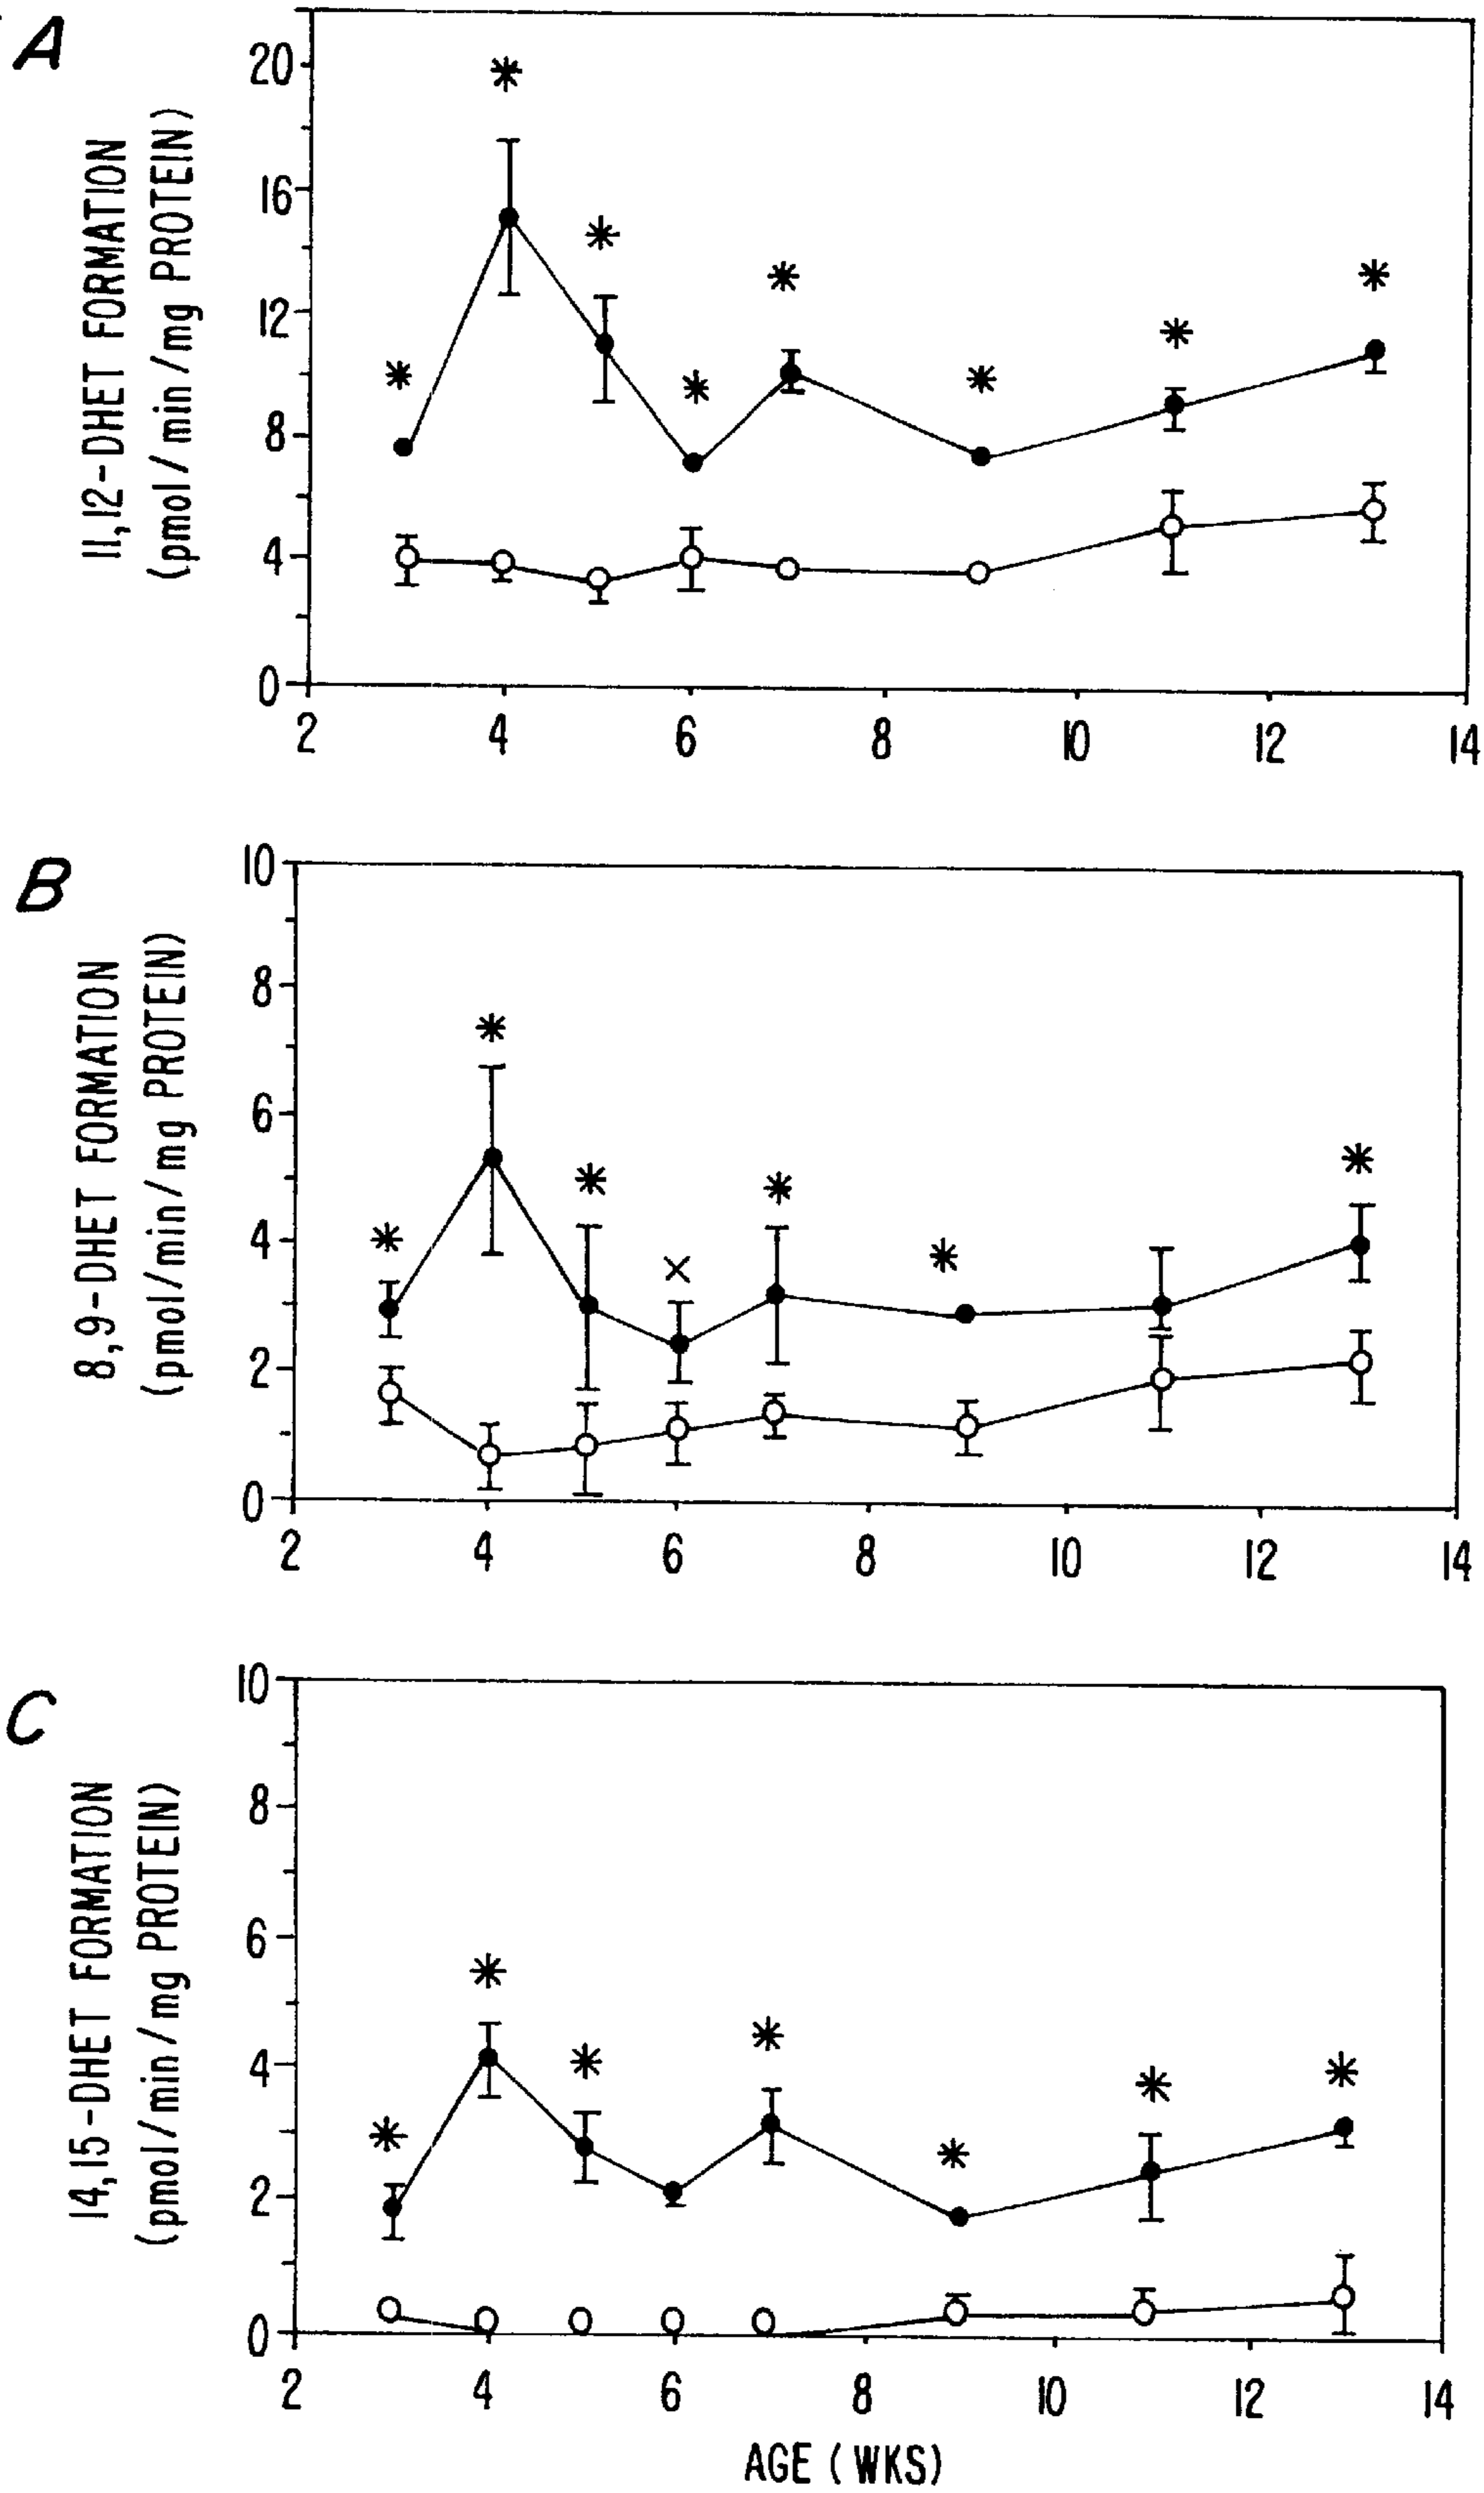 A
11,12-DHET FORMATION
(pmol/min/mg PROTEIN)
20
16
12
8
4
0
2 4 6 8 10 12 14
B
8,9-DHET FORMATION
(pmol/min/mg PROTEIN)
10
8
6
4
2
0
2 4 6 8 10 12 14
C
14,15-DHET FORMATION
(pmol/min/mg PROTEIN)
10
8
6
4
2
0
2 4 6 8 10 12 14
AGE (WKS)